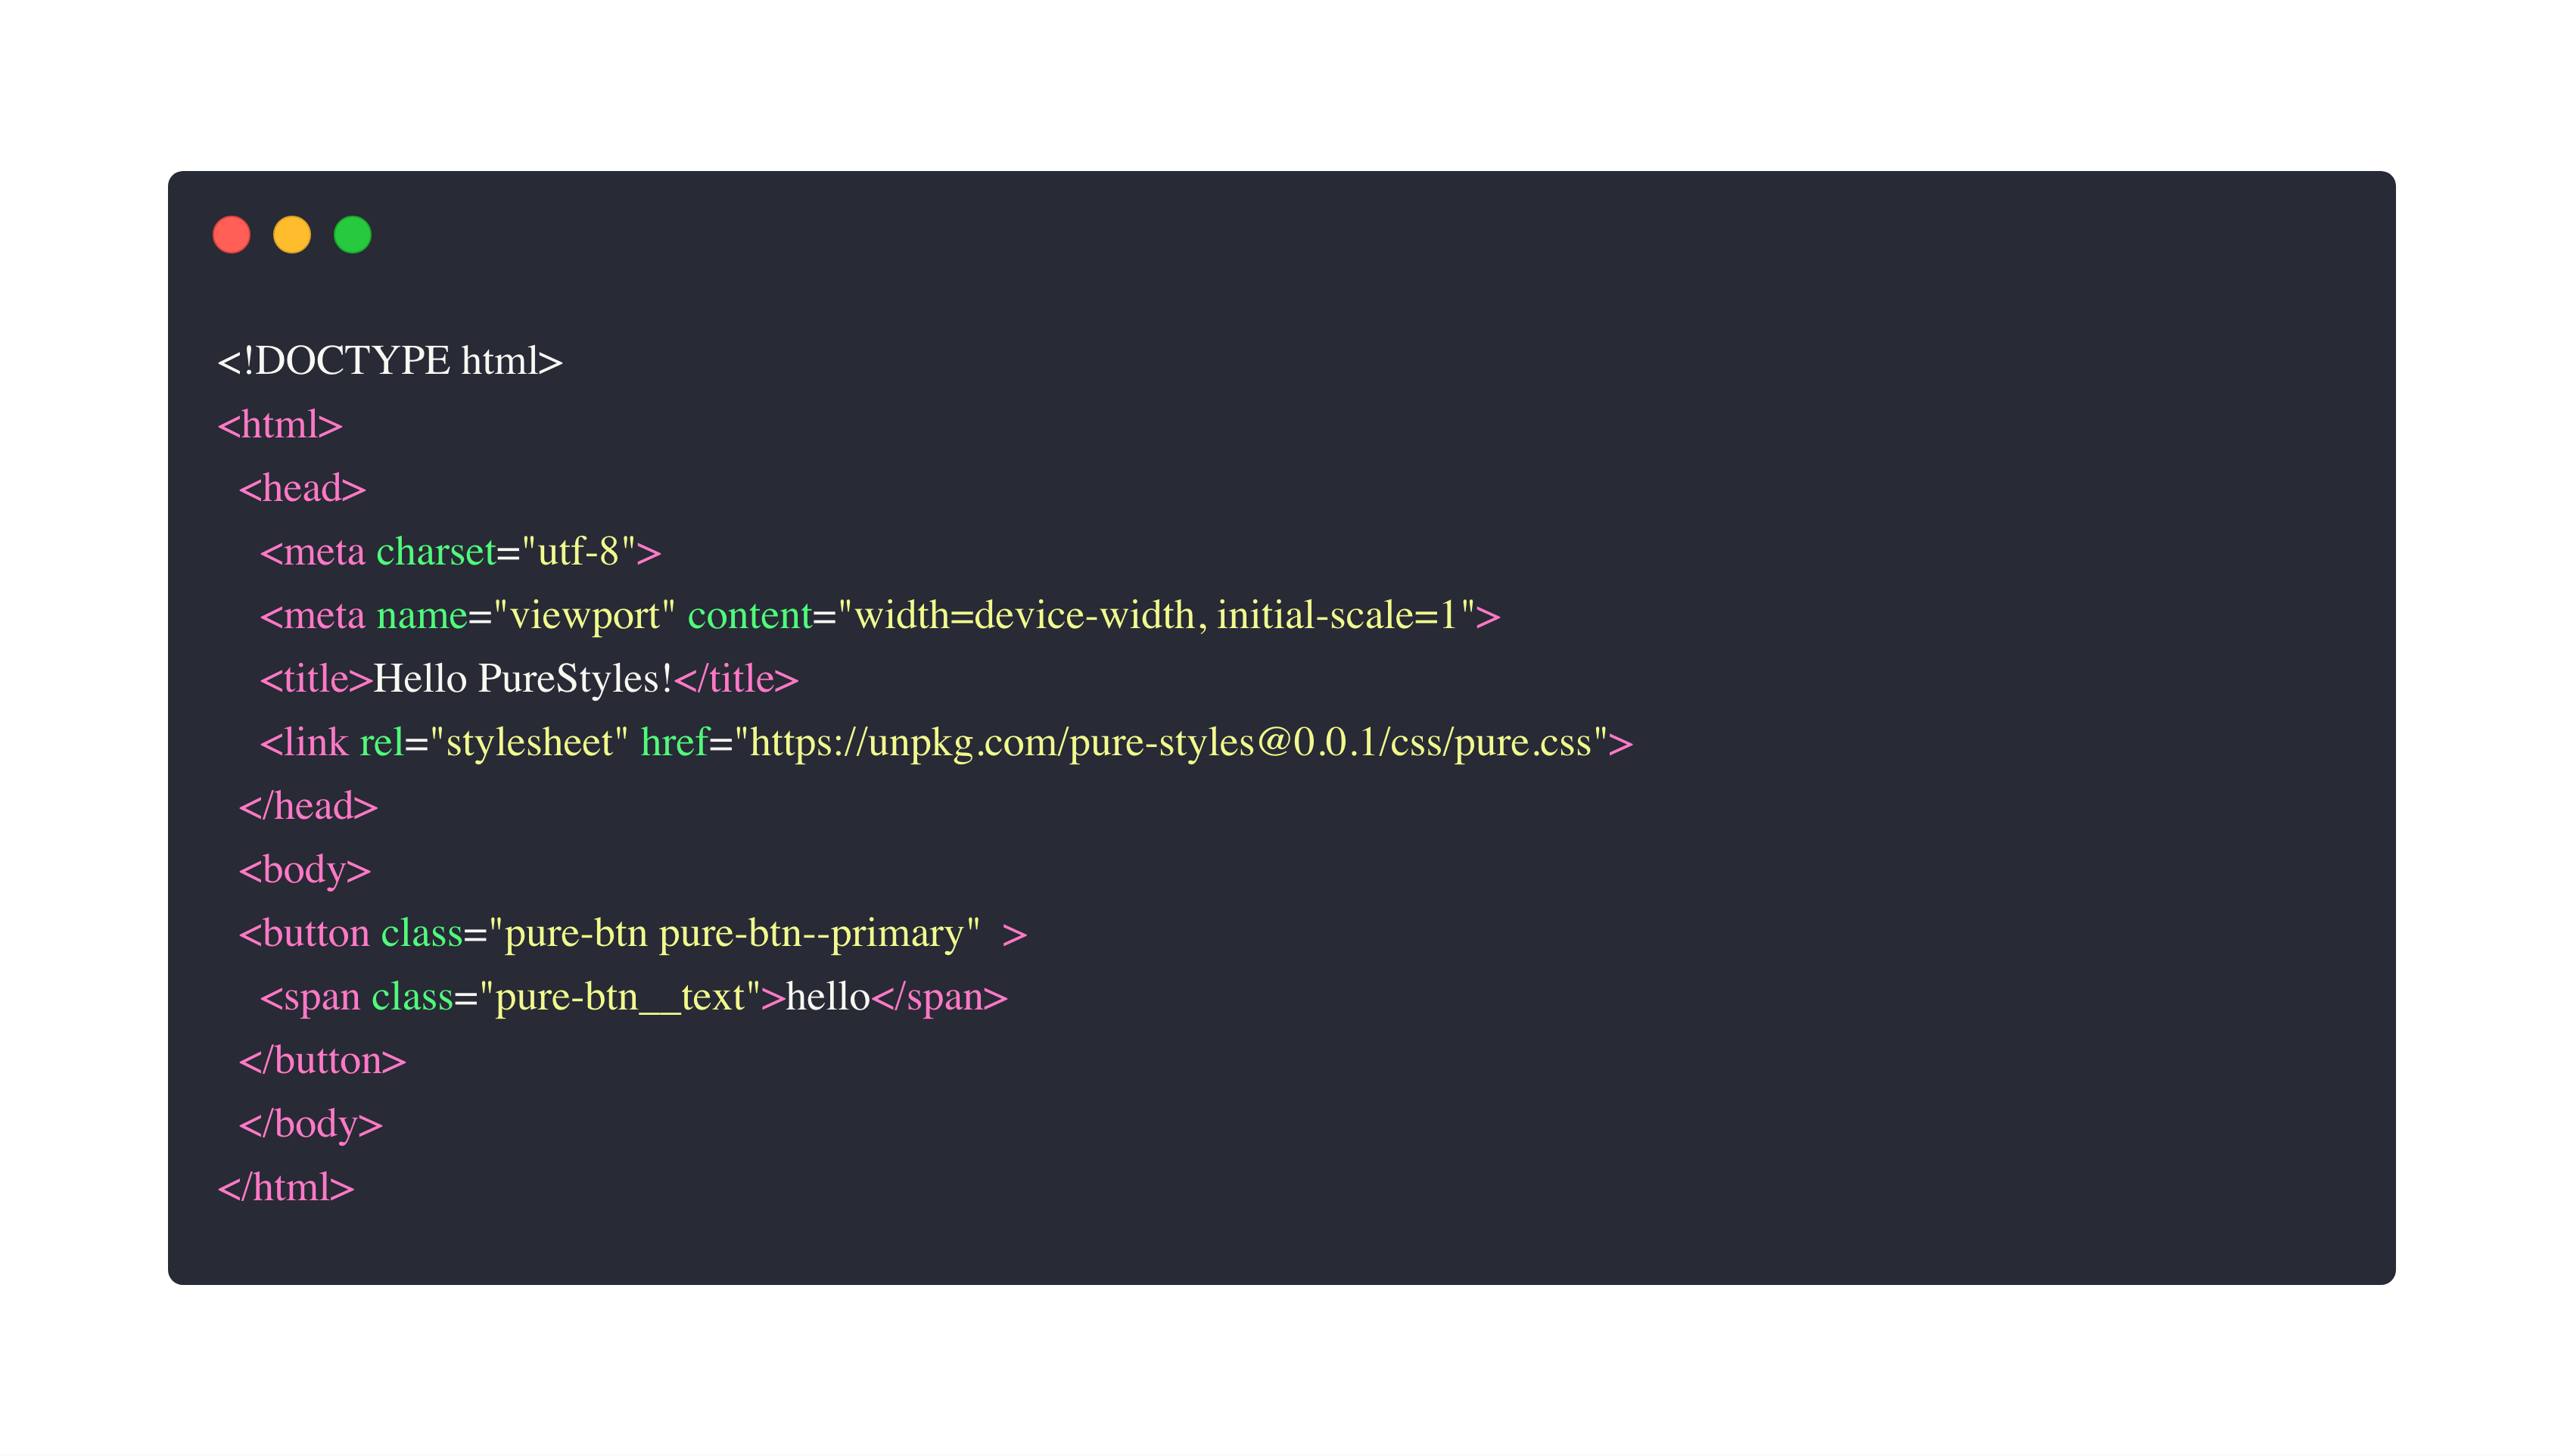 <!DOCTYPE html>
<html>
  <head>
    <meta charset="utf-8">
    <meta name="viewport" content="width=device-width, initial-scale=1">
    <title>Hello PureStyles!</title>
    <link rel="stylesheet" href="https://unpkg.com/pure-styles@0.0.1/css/pure.css">
  </head>
  <body>
  <button class="pure-btn pure-btn--primary"  >
    <span class="pure-btn__text">hello</span>
  </button>
  </body>
</html>